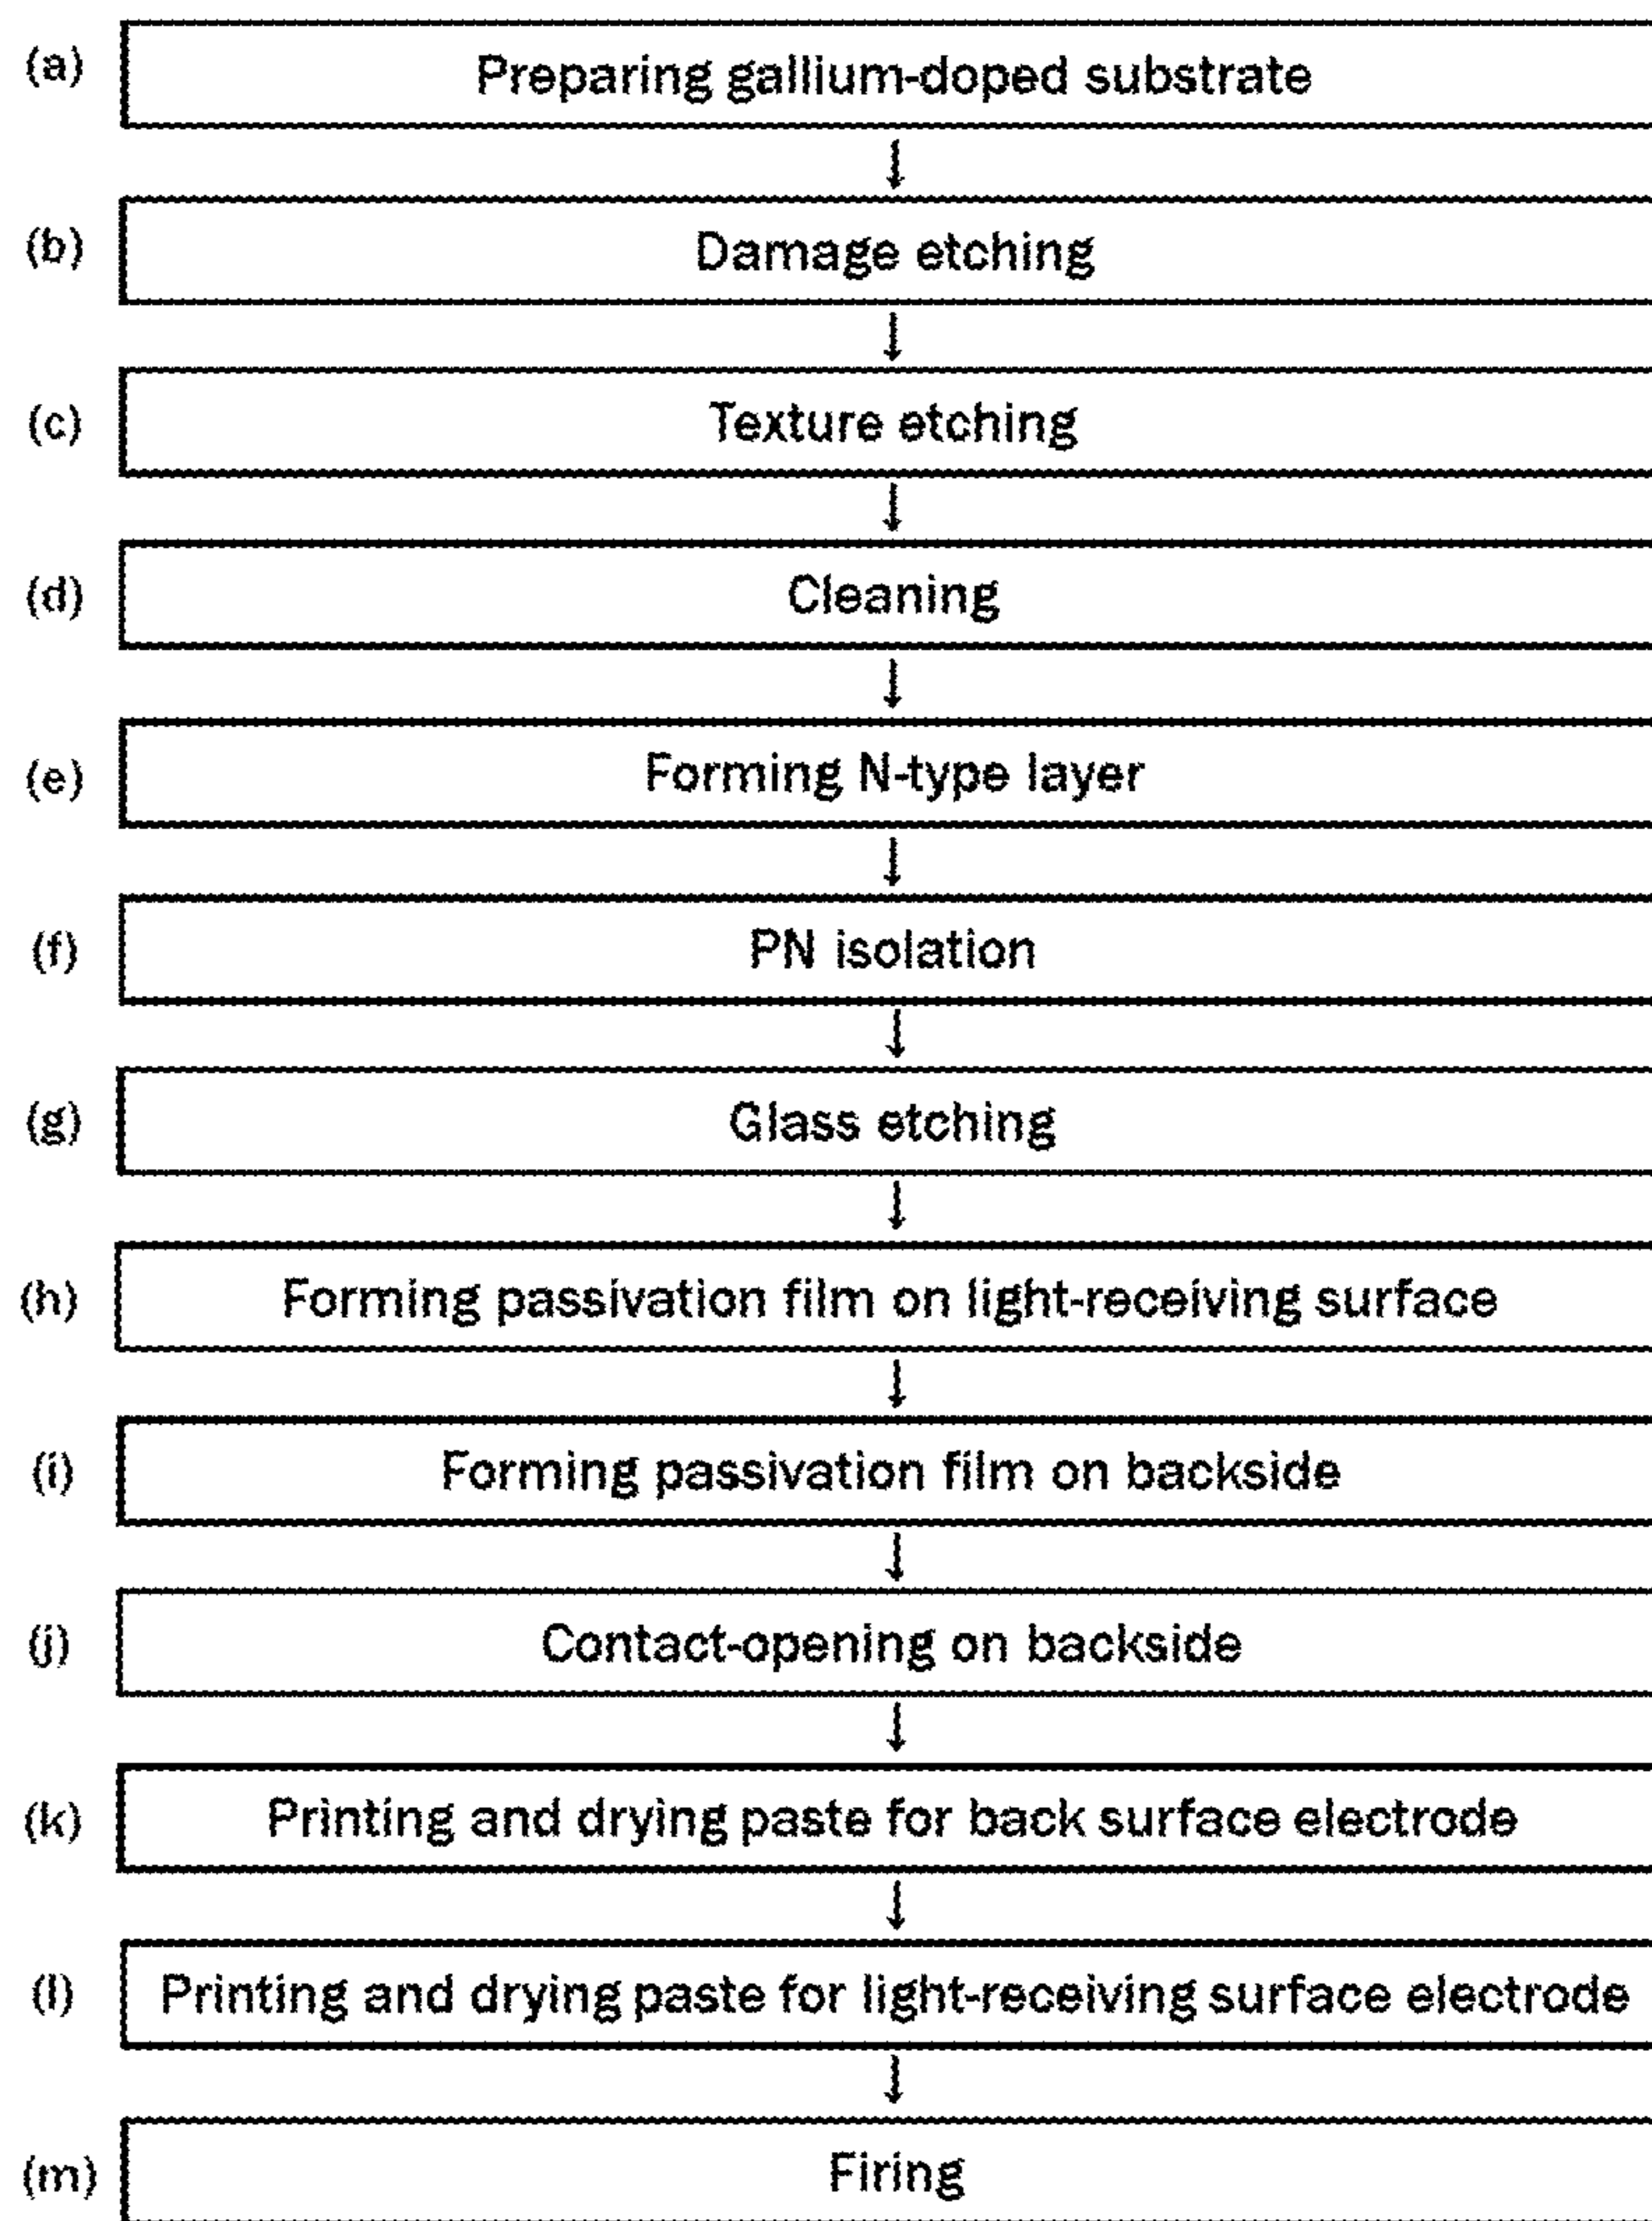 (a) Preparing gallium-doped substrate
(b) Damage etching
(c) Texture etching
(d) Cleaning
(e) Forming N-type layer
(f) PN isolation
(g) Glass etching
(h) Forming passivation film on light-receiving surface
(i) Forming passivation film on backside
(j) Contact-opening on backside
(k) Printing and drying paste for back surface electrode
(l) Printing and drying paste for light-receiving surface electrode
(m) Firing